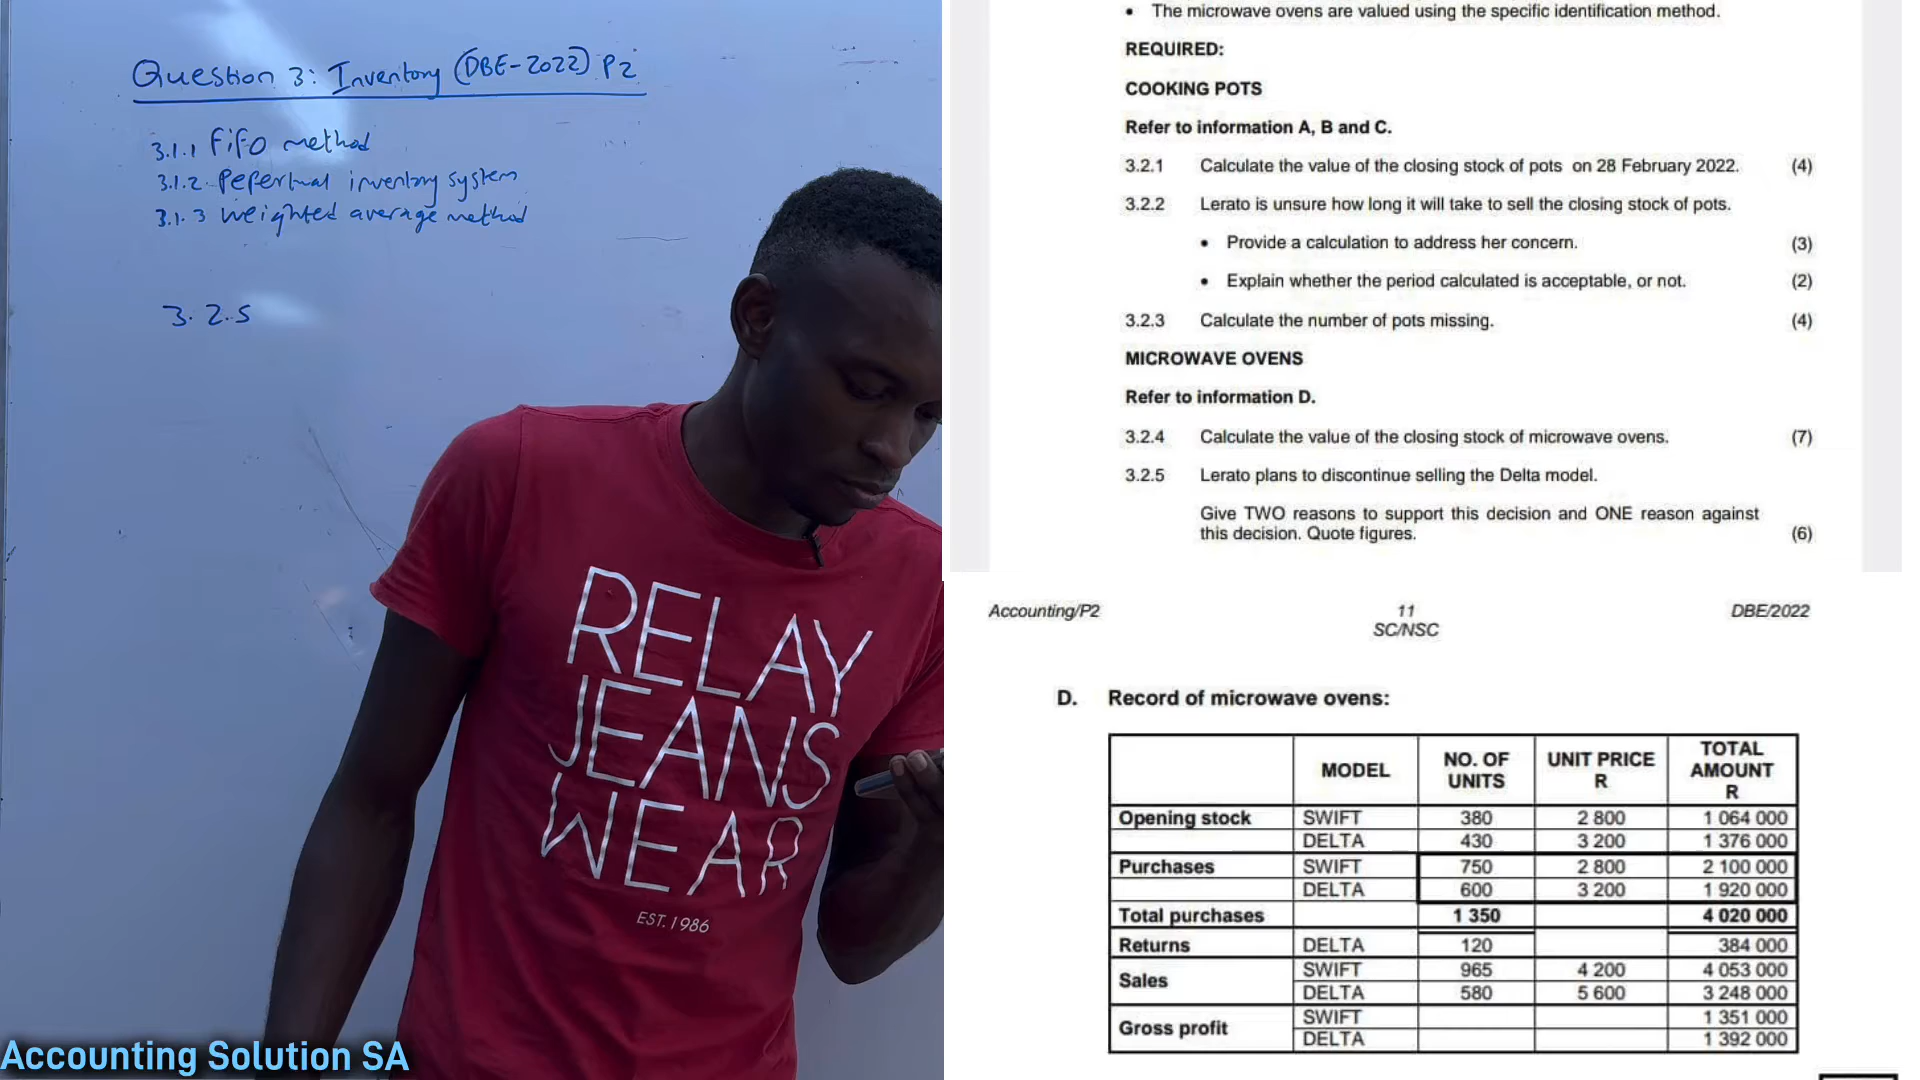 Question 3: Inventory (DBE-2022) P2
3.1.1 FifO method
3.1.2. Pepertual inventory system
3.1.3 Weighted average method
3.2.5
RELAY
JEANS
WEAR
EST.1986
Accounting Solution SA
• The microwave ovens are valued using the specific identification method.
REQUIRED:
COOKING POTS
Refer to information A, B and C.
3.2.1 Calculate the value of the closing stock of pots on 28 February 2022. (4)
3.2.2 Lerato is unsure how long it will take to sell the closing stock of pots.
• Provide a calculation to address her concern. (3)
• Explain whether the period calculated is acceptable, or not. (2)
3.2.3 Calculate the number of pots missing. (4)
MICROWAVE OVENS
Refer to information D.
3.2.4 Calculate the value of the closing stock of microwave ovens. (7)
3.2.5 Lerato plans to discontinue selling the Delta model.
Give TWO reasons to support this decision and ONE reason against
this decision. Quote figures. (6)
Accounting/P2 11 DBE/2022
SC/NSC
D. Record of microwave ovens:
MODEL NO. OF UNITS UNIT PRICE R TOTAL AMOUNT R
Opening stock SWIFT 380 2 800 1 064 000
DELTA 430 3 200 1 376 000
Purchases SWIFT 750 2 800 2 100 000
DELTA 600 3 200 1 920 000
Total purchases 1 350 4 020 000
Returns DELTA 120 384 000
Sales SWIFT 965 4 200 4 053 000
DELTA 580 5 600 3 248 000
Gross profit SWIFT 1 351 000
DELTA 1 392 000